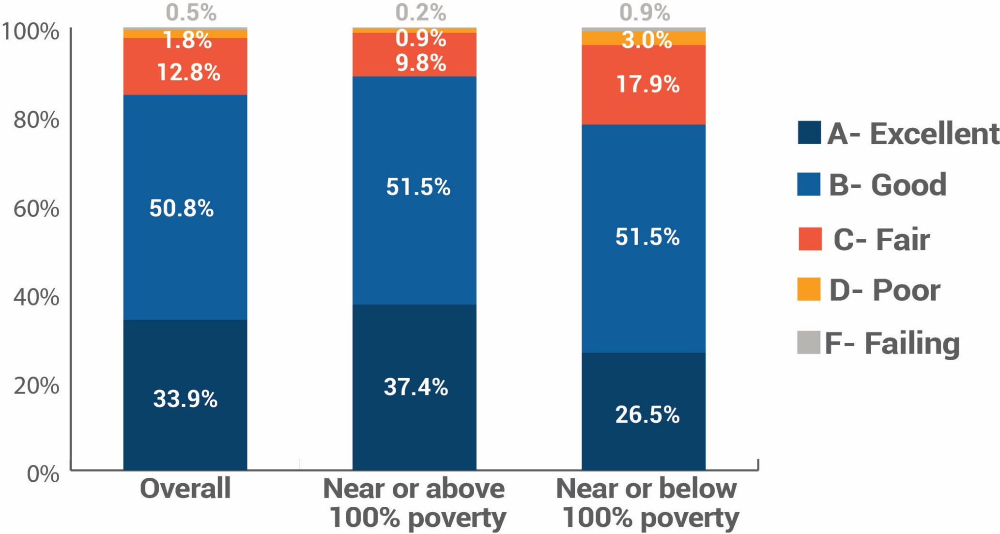 0.5%
0.2%
0.9%
100%
80%
60%
40%
20%
0%
1.8%
12.8%
50.8%
33.9%
0.9%
9.8%
51.5%
37.4%
3.0%
17.9%
51.5%
26.5%
Overall
Near or above
100% poverty
Near or below
100% poverty
A- Excellent
B- Good
C- Fair
D- Poor
F- Failing